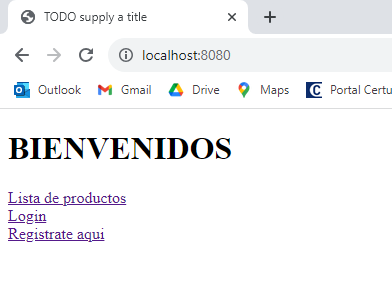 TODO supply a title
localhost:8080
Outlook Gmail Drive Maps Portal Certu
BIENVENIDOS
Lista de productos
Login
Registrate aqui